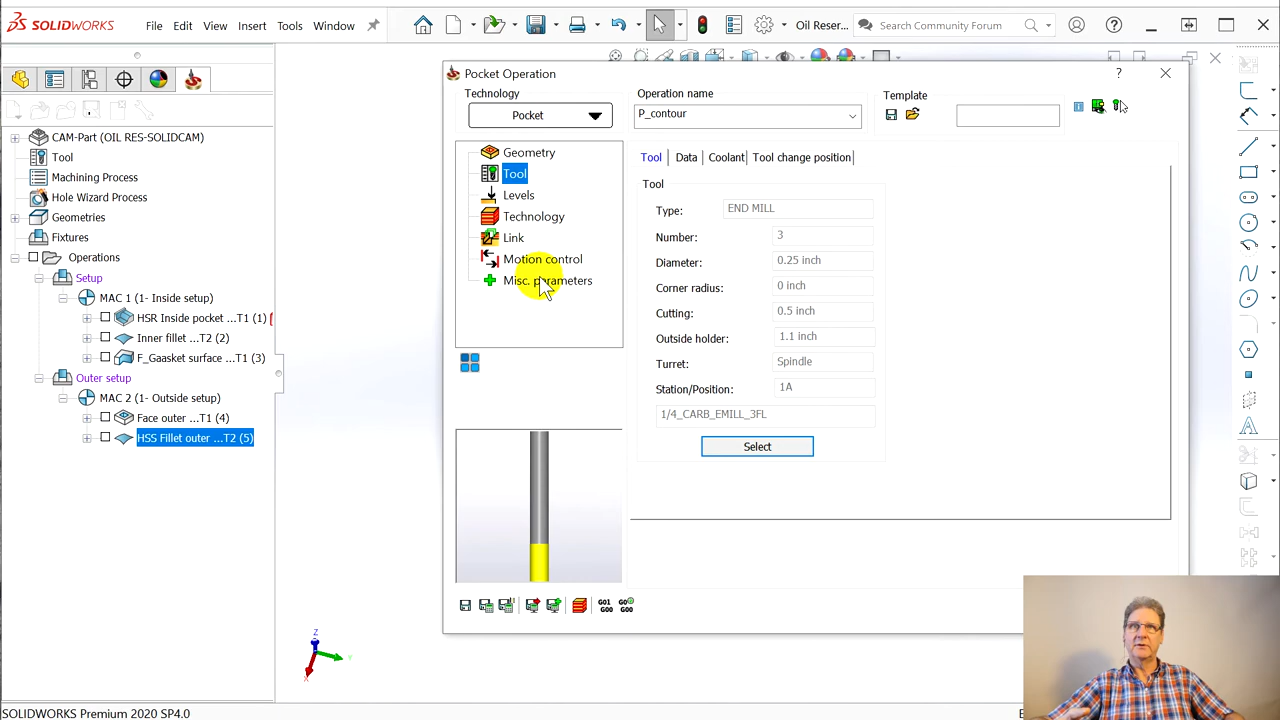 SOLIDWORKS File Edit View Insert Tools Window Oil Reser... Search Community Forum
CAM-Part (OIL RES-SOLIDCAM)
Tool
Machining Process
Hole Wizard Process
Geometries
Fixtures
Operations
Setup
MAC 1 (1- Inside setup)
HSR Inside pocket ...T1 (1)
Inner fillet ...T2 (2)
F_Gaasket surface ...T1 (3)
Outer setup
MAC 2 (1- Outside setup)
Face outer ...T1 (4)
HSS Fillet outer ...T2 (5)
Pocket Operation ?
Technology
Pocket
Operation name
P_contour
Template
Geometry
Tool
Levels
Technology
Link
Motion control
Misc. parameters
Tool Data Coolant Tool change position
Tool
Type: END MILL
Number: 3
Diameter: 0.25 inch
Corner radius: 0 inch
Cutting: 0.5 inch
Outside holder: 1.1 inch
Turret: Spindle
Station/Position: 1A
1/4_CARB_EMILL_3FL
Select
G01
G00
Z
X
SOLIDWORKS Premium 2020 SP4.0